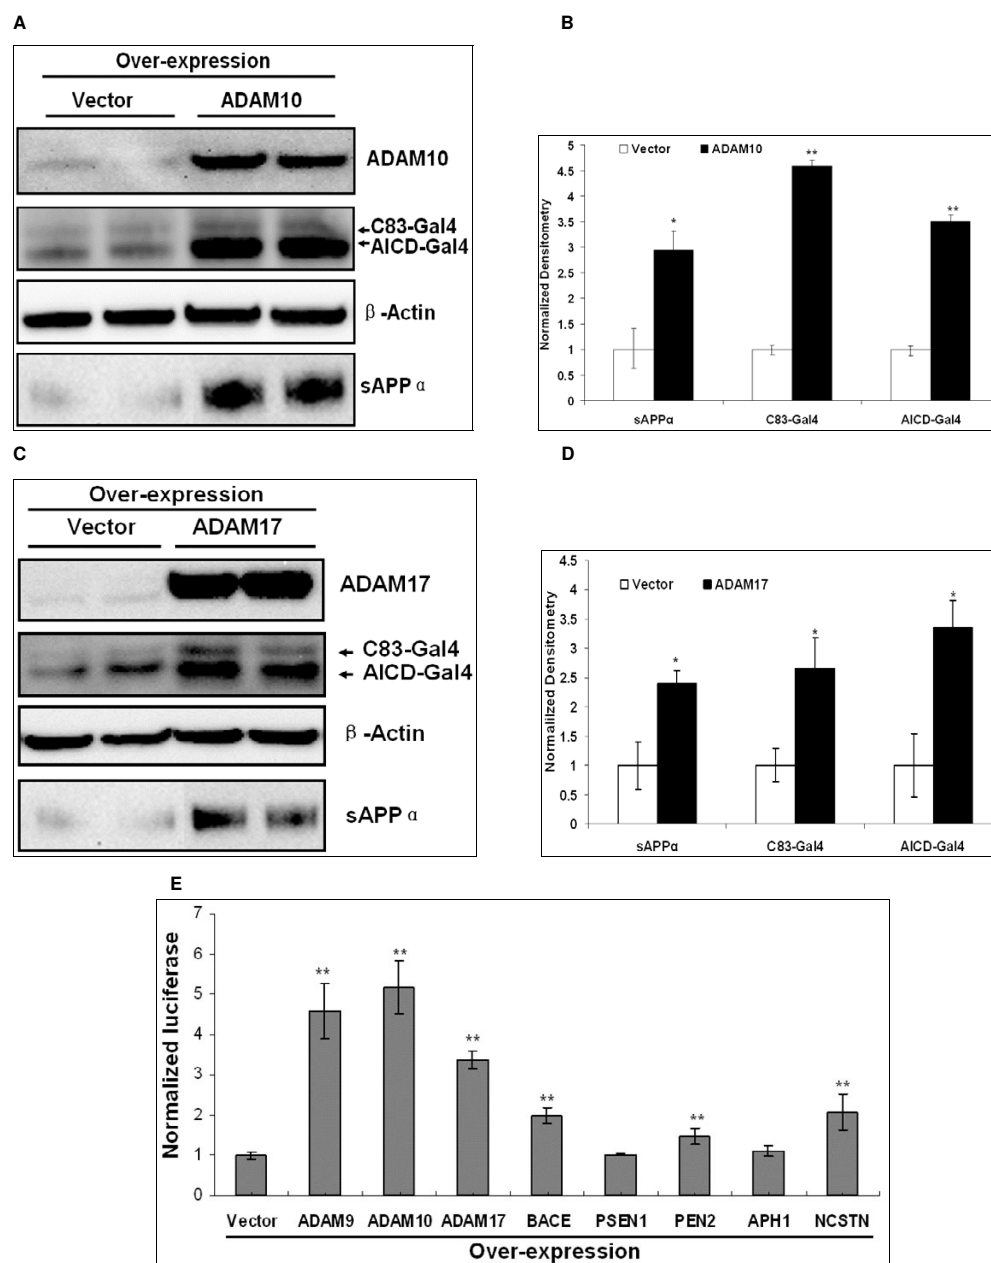 A
Over-expression
Vector ADAM10
ADAM10
C83-Gal4
AICD-Gal4
β-Actin
sAPP α
B
Vector ADAM10
Normalized Densitometry
5
4.5
4
3.5
3
2.5
2
1.5
1
0.5
0
*
**
**
sAPPα C83-Gal4 AICD-Gal4
C
Over-expression
Vector ADAM17
ADAM17
C83-Gal4
AICD-Gal4
β-Actin
sAPP α
D
Vector ADAM17
Normalilzed Densitometry
4.5
4
3.5
3
2.5
2
1.5
1
0.5
0
*
*
*
sAPPα C83-Gal4 AICD-Gal4
E
Normalized luciferase
7
6
5
4
3
2
1
0
**
**
**
**
**
**
Vector ADAM9 ADAM10 ADAM17 BACE PSEN1 PEN2 APH1 NCSTN
Over-expression